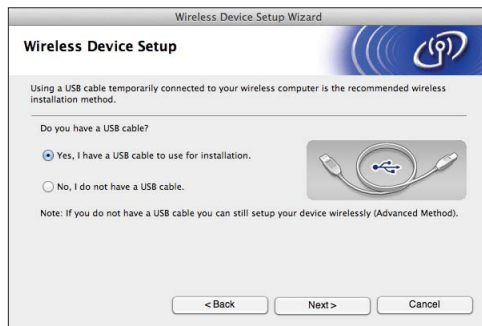 Wireless Device Setup Wizard
Wireless Device Setup
Using a USB cable temporarily connected to your wireless computer is the recommended wireless
installation method.
Do you have a USB cable?
Yes, I have a USB cable to use for installation.
No, I do not have a USB cable.
Note: If you do not have a USB cable you can still setup your device wirelessly (Advanced Method).
< Back
Next >
Cancel